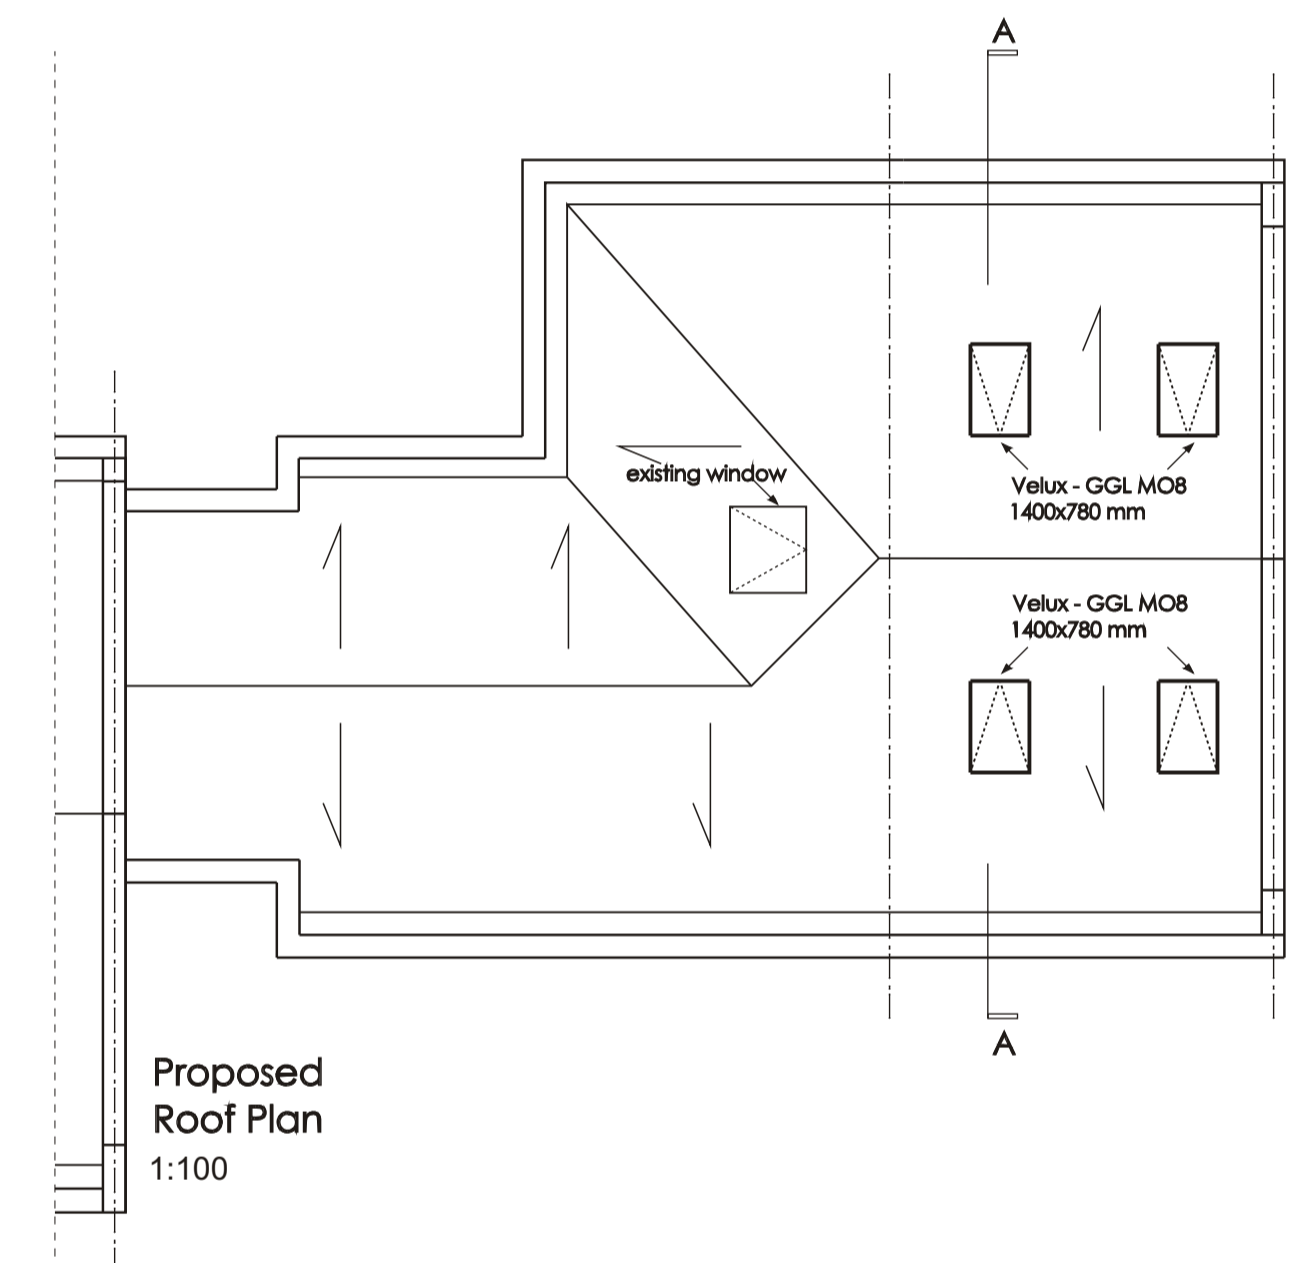 A
existing window
Velux - GGL MO8
1400x780 mm
Velux - GGL MO8
1400x780 mm
A
Proposed
Roof Plan
1:100